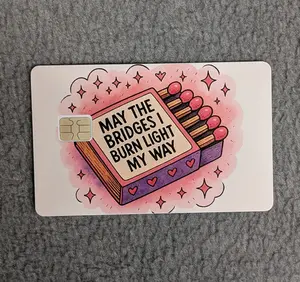 MAY THE
BRIDGES I
BURN LIGHT
MY WAY